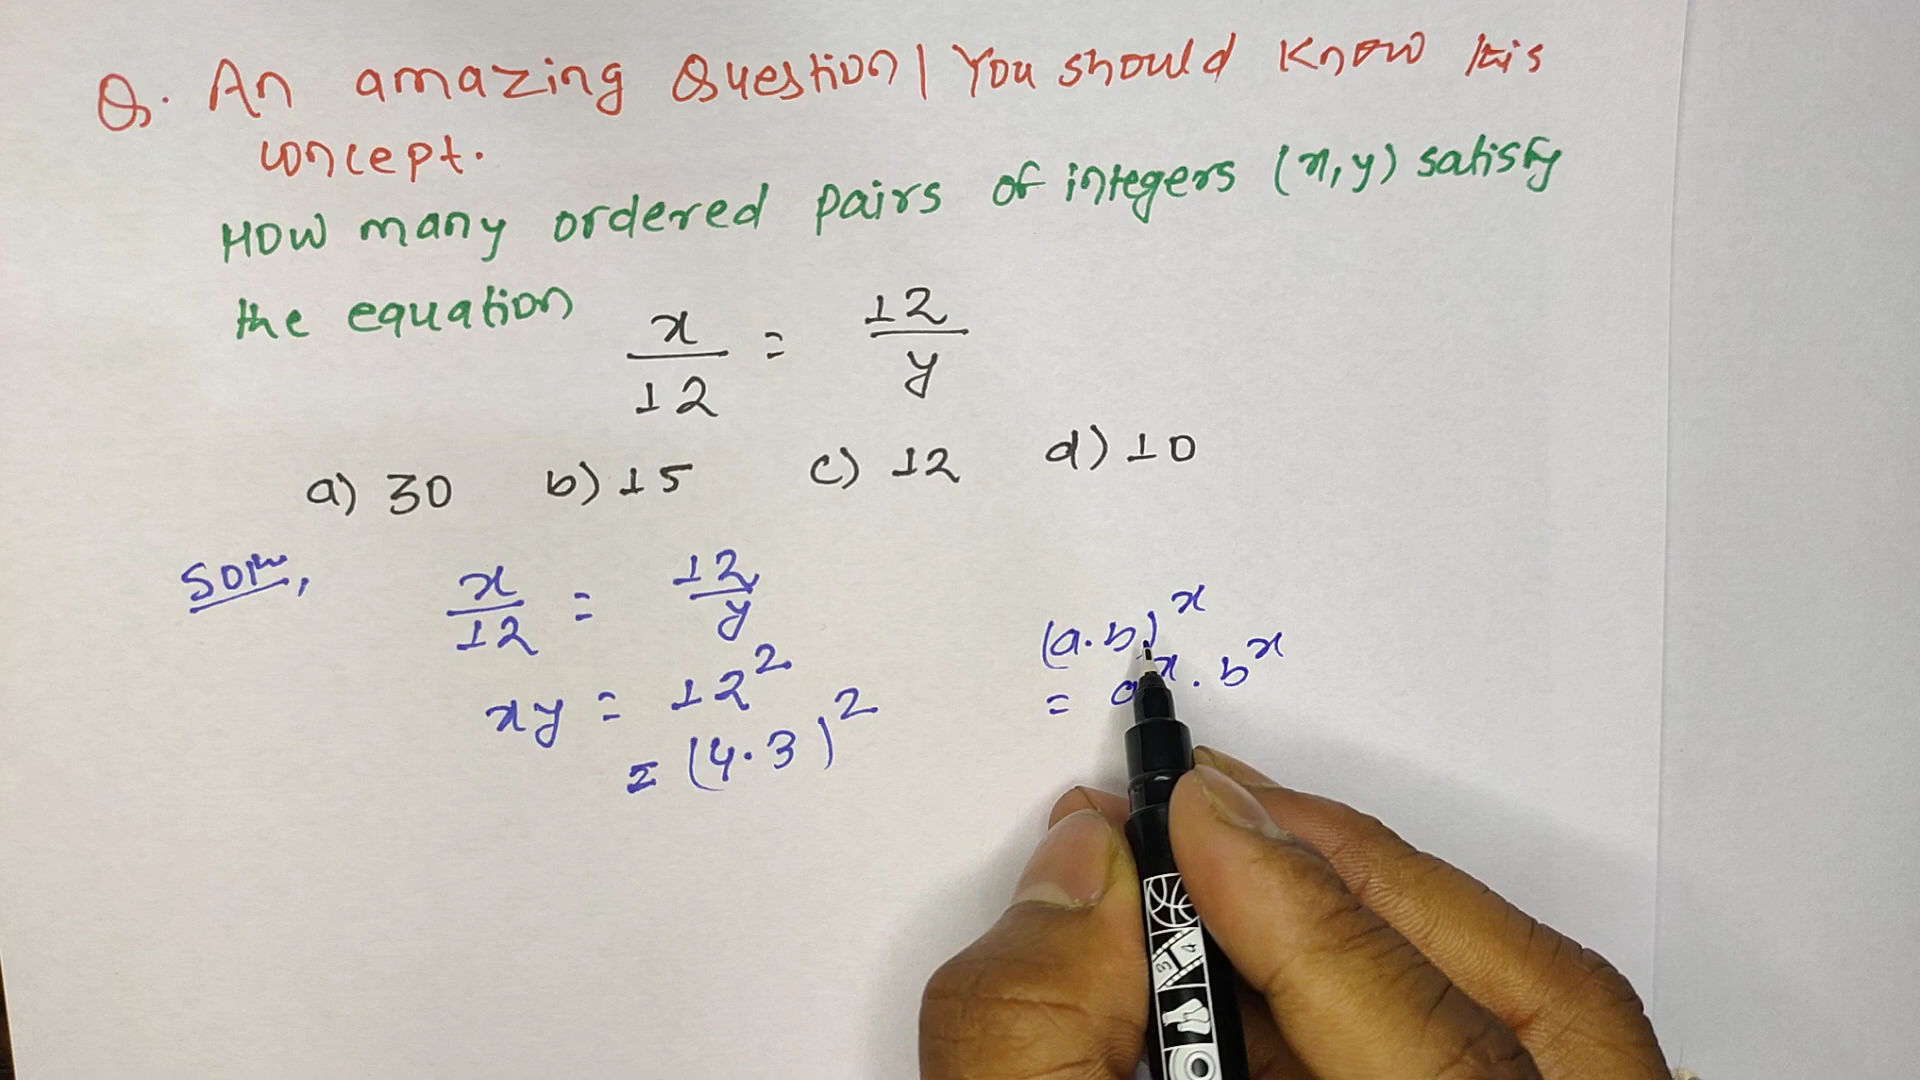 Q. An amazing Question| You should Know this
concept.
How many ordered pairs of integers (x,y) satisfy
the equation x/12 = 12/y
a) 30 b) 15 c) 12 d) 10
Soln, x/12 = 12/y
xy = 12²
= (4.3)²
(a.b)^x
= a^x . b^x